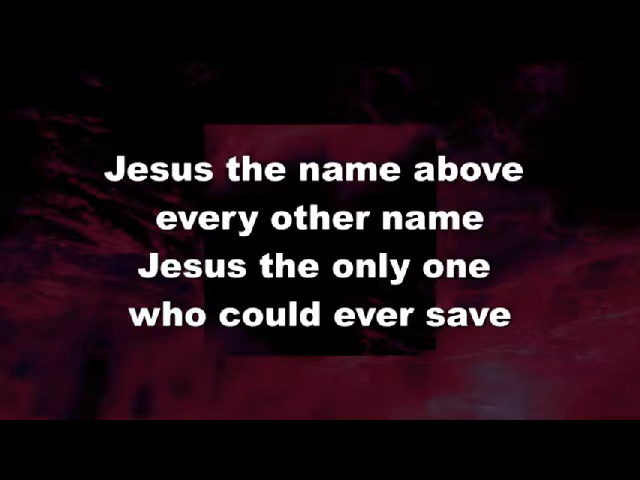 Jesus the name above
every other name
Jesus the only one
who could ever save